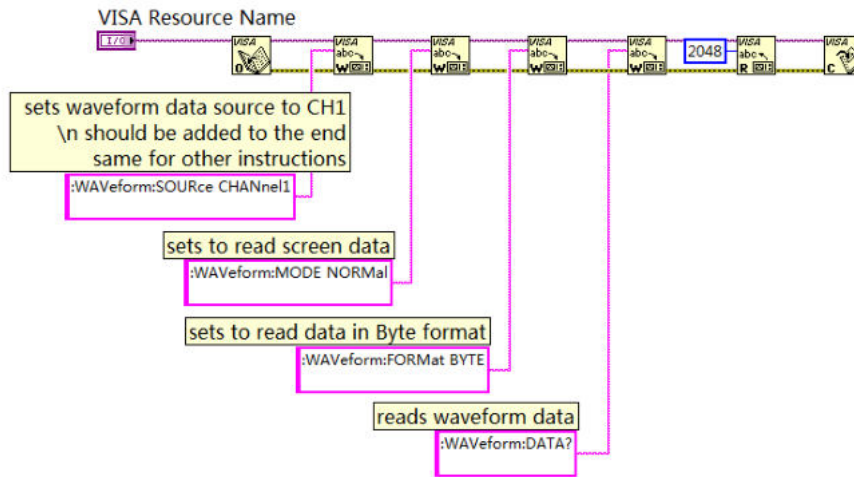 VISA Resource Name
I/O
VISA
O
VISA
abc
W
VISA
abc
W
VISA
abc
W
VISA
abc
W
2048
VISA
abc
R
VISA
C
sets waveform data source to CH1
\n should be added to the end
same for other instructions
:WAVeform:SOURce CHANnel1
sets to read screen data
:WAVeform:MODE NORMal
sets to read data in Byte format
:WAVeform:FORMat BYTE
reads waveform data
:WAVeform:DATA?